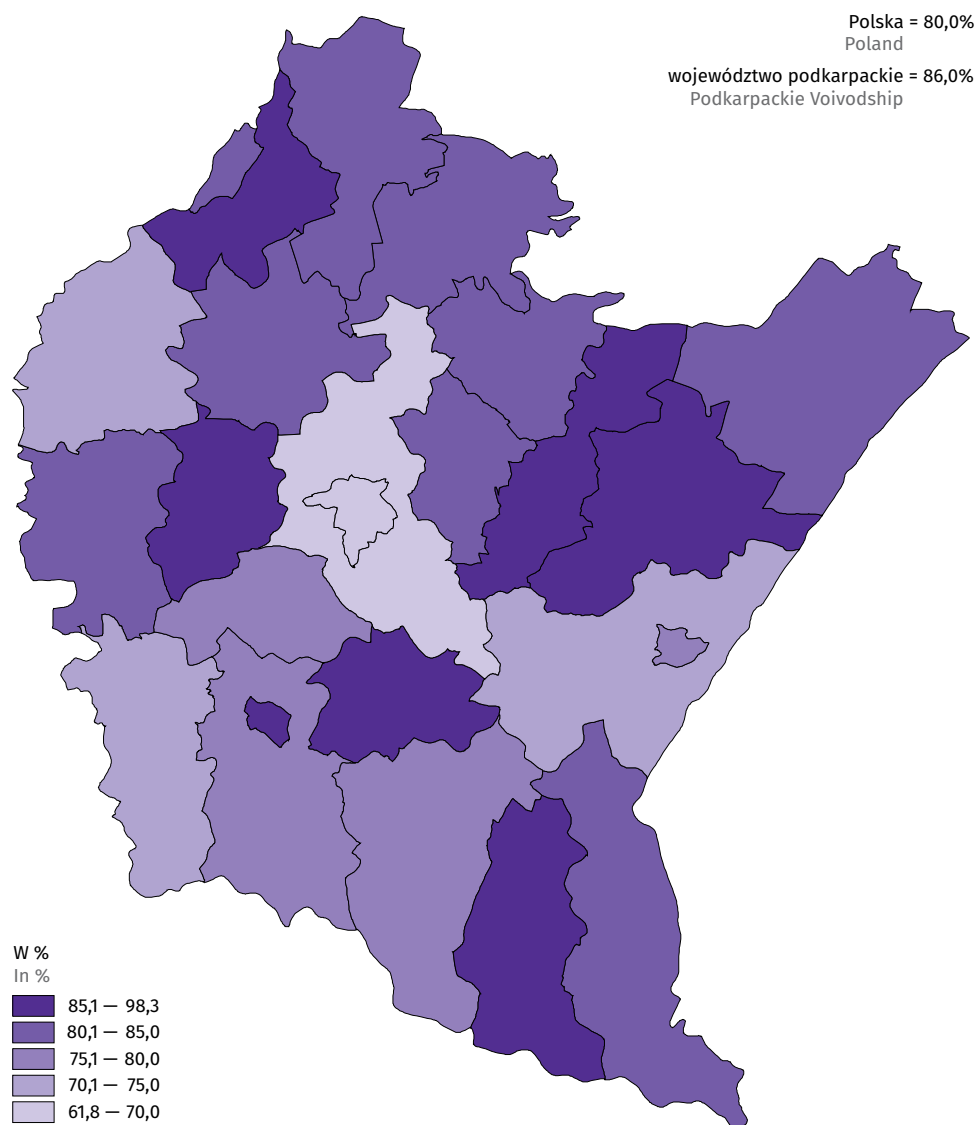 Polska = 80,0%
Poland
województwo podkarpackie = 86,0%
Podkarpackie Voivodship
W %
In %
85,1 — 98,3
80,1 — 85,0
75,1 — 80,0
70,1 — 75,0
61,8 — 70,0